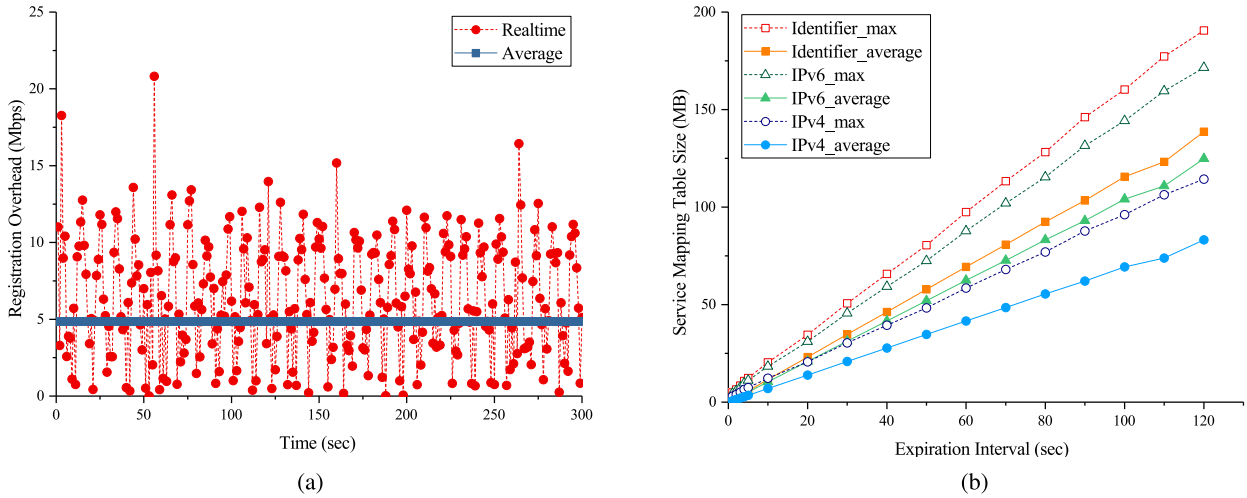 Realtime
Average
25
20
15
10
5
0
Registration Overhead (Mbps)
0 50 100 150 200 250 300
Time (sec)
(a)
Identifier_max
Identifier_average
IPv6_max
IPv6_average
IPv4_max
IPv4_average
200
150
100
50
0
Service Mapping Table Size (MB)
0 20 40 60 80 100 120
Expiration Interval (sec)
(b)